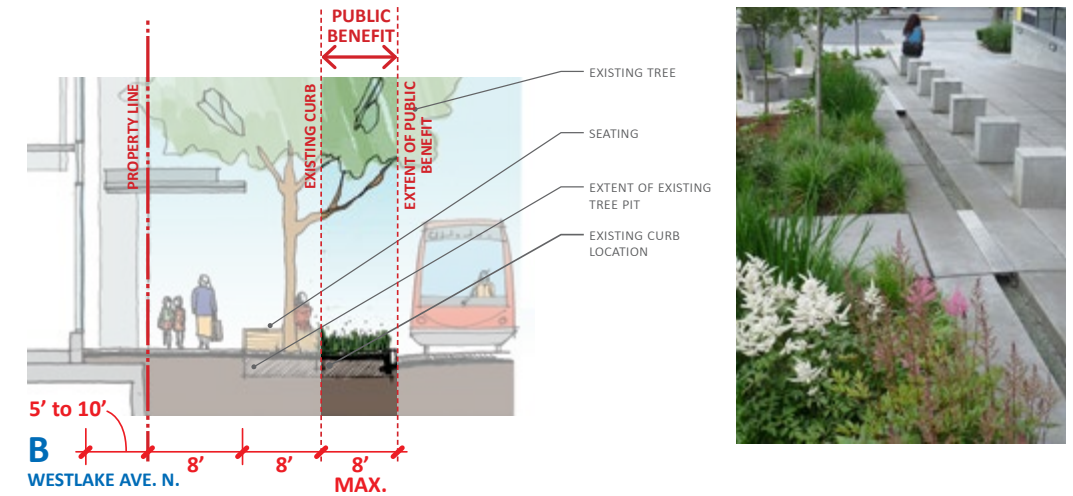 PUBLIC
BENEFIT
PROPERTY LINE
EXISTING CURB
EXTENT OF PUBLIC
BENEFIT
EXISTING TREE
SEATING
EXTENT OF EXISTING
TREE PIT
EXISTING CURB
LOCATION
5’ to 10’
8’
8’
8’
MAX.
B
WESTLAKE AVE. N.